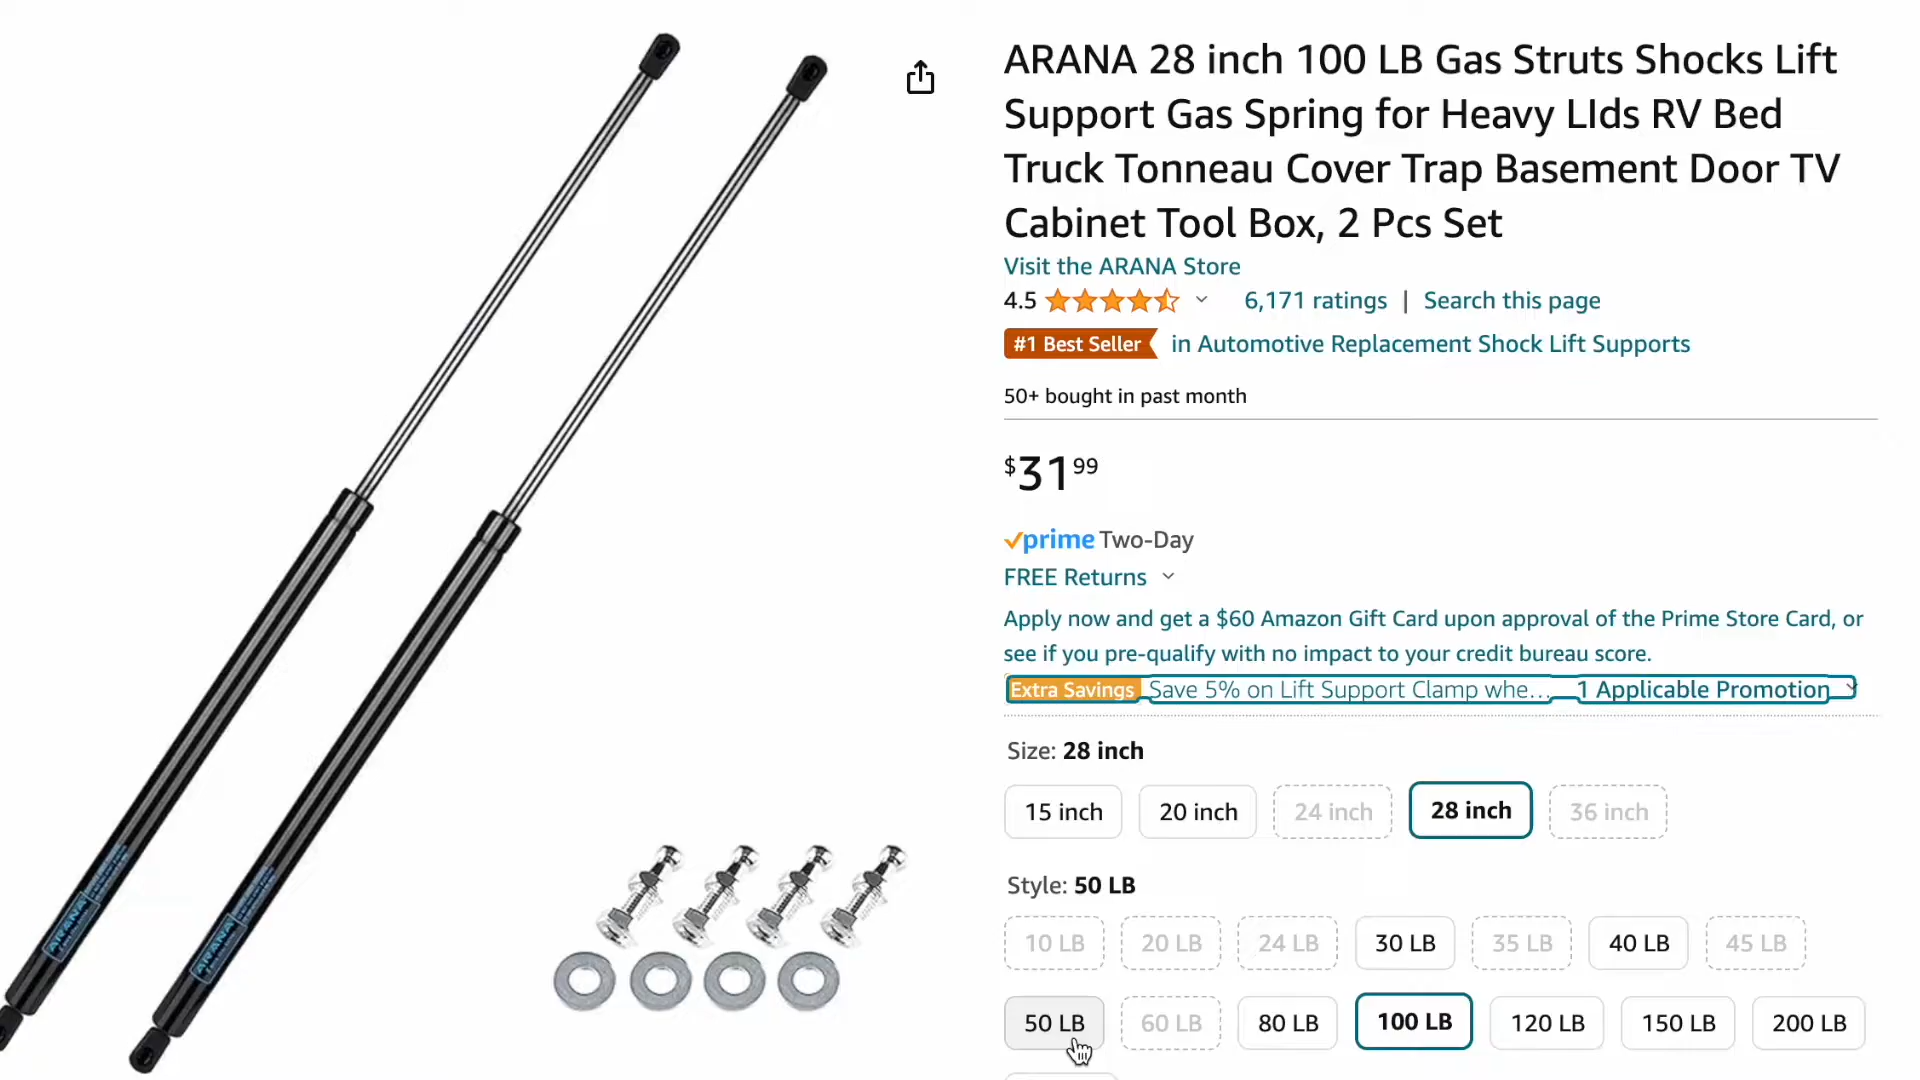 ARANA 28 inch 100 LB Gas Struts Shocks Lift
Support Gas Spring for Heavy LIds RV Bed
Truck Tonneau Cover Trap Basement Door TV
Cabinet Tool Box, 2 Pcs Set
Visit the ARANA Store
4.5 6,171 ratings | Search this page
#1 Best Seller in Automotive Replacement Shock Lift Supports
50+ bought in past month
$31 99
prime Two-Day
FREE Returns
Apply now and get a $60 Amazon Gift Card upon approval of the Prime Store Card, or
see if you pre-qualify with no impact to your credit bureau score.
Extra Savings Save 5% on Lift Support Clamp whe... 1 Applicable Promotion
Size: 28 inch
15 inch 20 inch 24 inch 28 inch 36 inch
Style: 50 LB
10 LB 20 LB 24 LB 30 LB 35 LB 40 LB 45 LB
50 LB 60 LB 80 LB 100 LB 120 LB 150 LB 200 LB
ARANA
ARANA